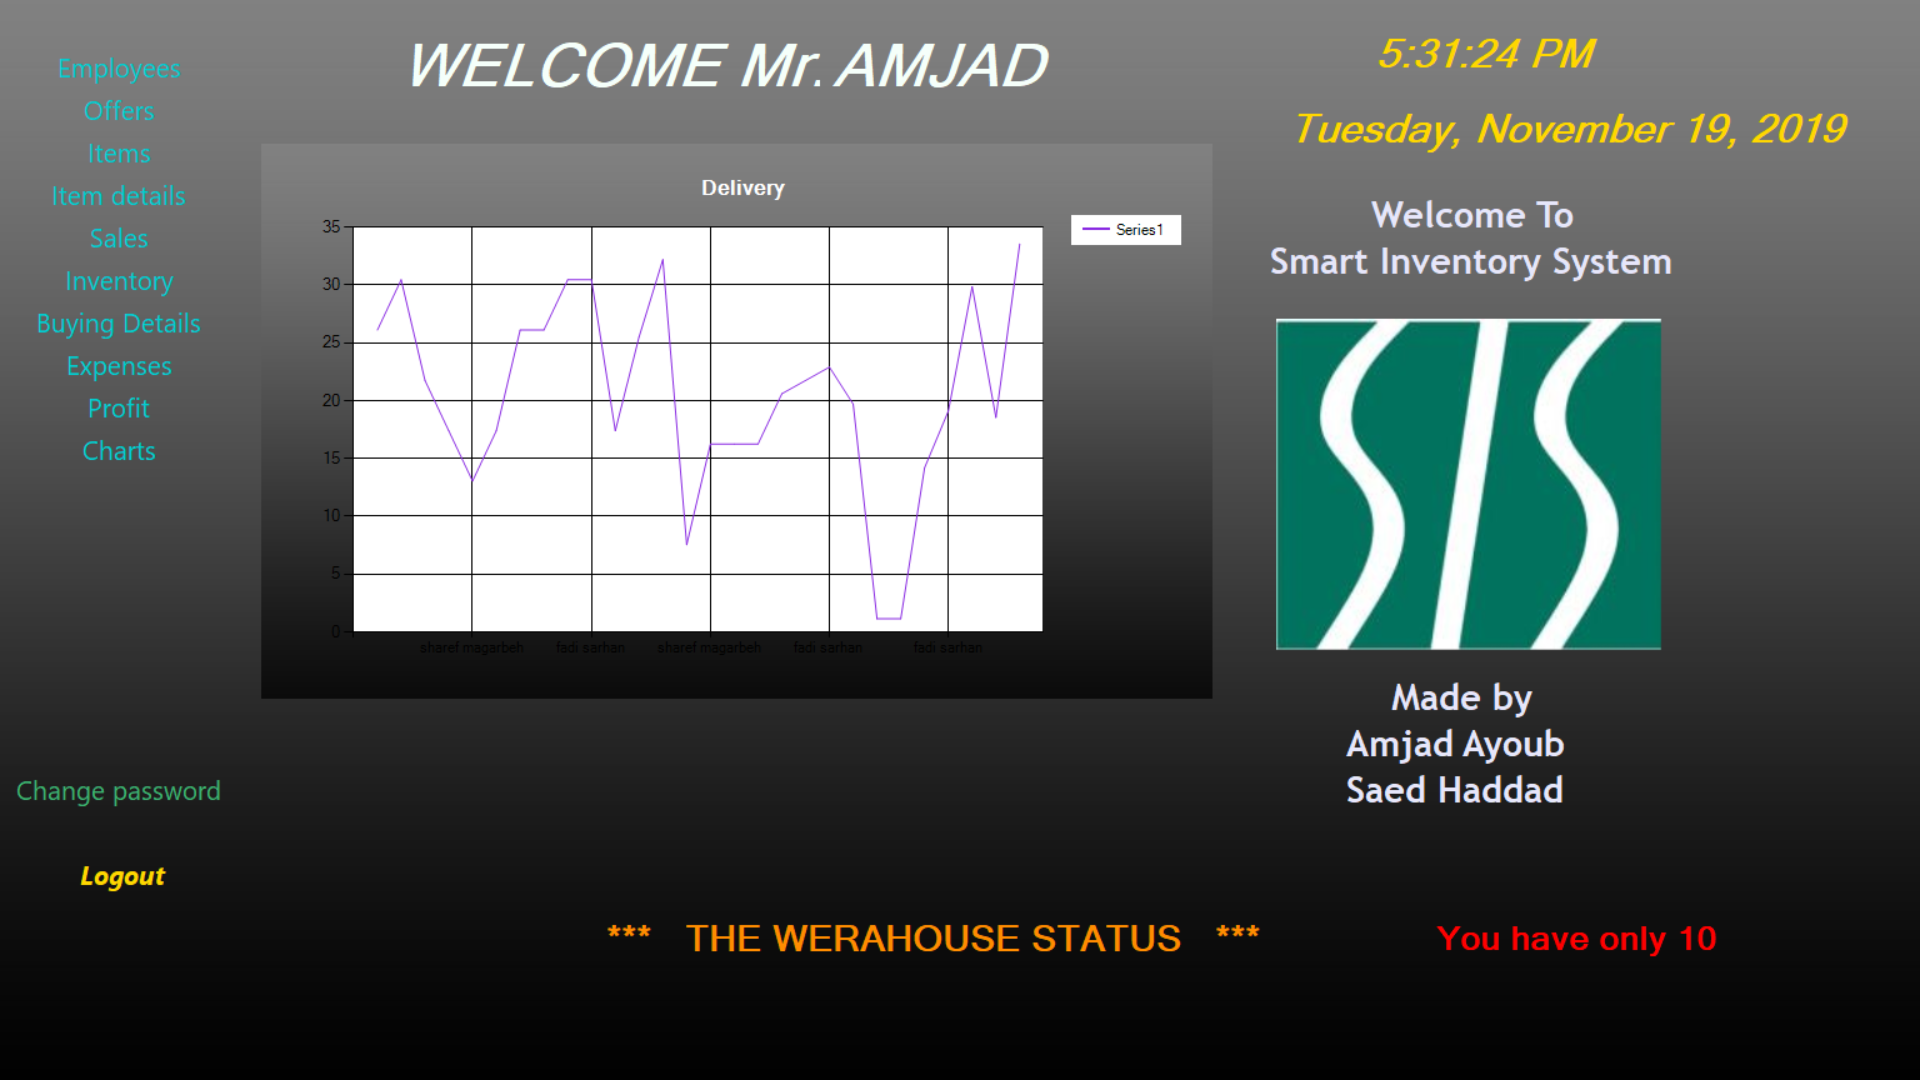 WELCOME Mr. AMJAD
5:31:24 PM
Tuesday, November 19, 2019
Employees
Offers
Items
Item details
Sales
Inventory
Buying Details
Expenses
Profit
Charts
Change password
Logout
Delivery
Series1
35
30
25
20
15
10
5
0
sharef magarbeh
fadi sarhan
sharef magarbeh
fadi sarhan
fadi sarhan
Welcome To
Smart Inventory System
SIS
Made by
Amjad Ayoub
Saed Haddad
*** THE WERAHOUSE STATUS ***
You have only 10